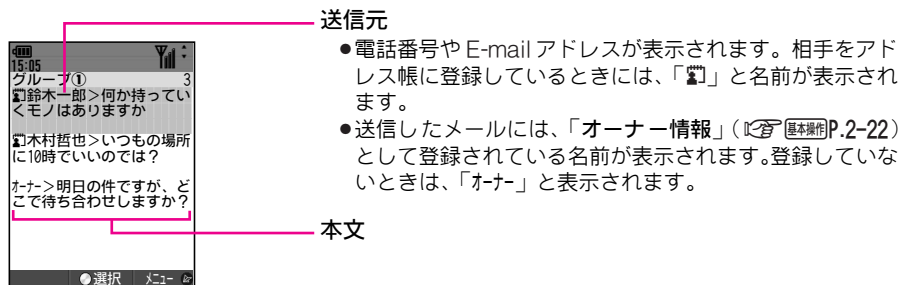 送信元
●電話番号や E-mail アドレスが表示されます。相手をアド
レス帳に登録しているときには、「」と名前が表示され
ます。
●送信したメールには、「オーナー情報」(基本操作P.2-22)
として登録されている名前が表示されます。登録していな
いときは、「オーナー」と表示されます。
本文
15:05
グループ① 3
鈴木一郎>何か持ってい
くモノはありますか
木村哲也>いつもの場所
に10時でいいのでは？
オーナー>明日の件ですが、ど
こで待ち合わせしますか？
選択 メニュー